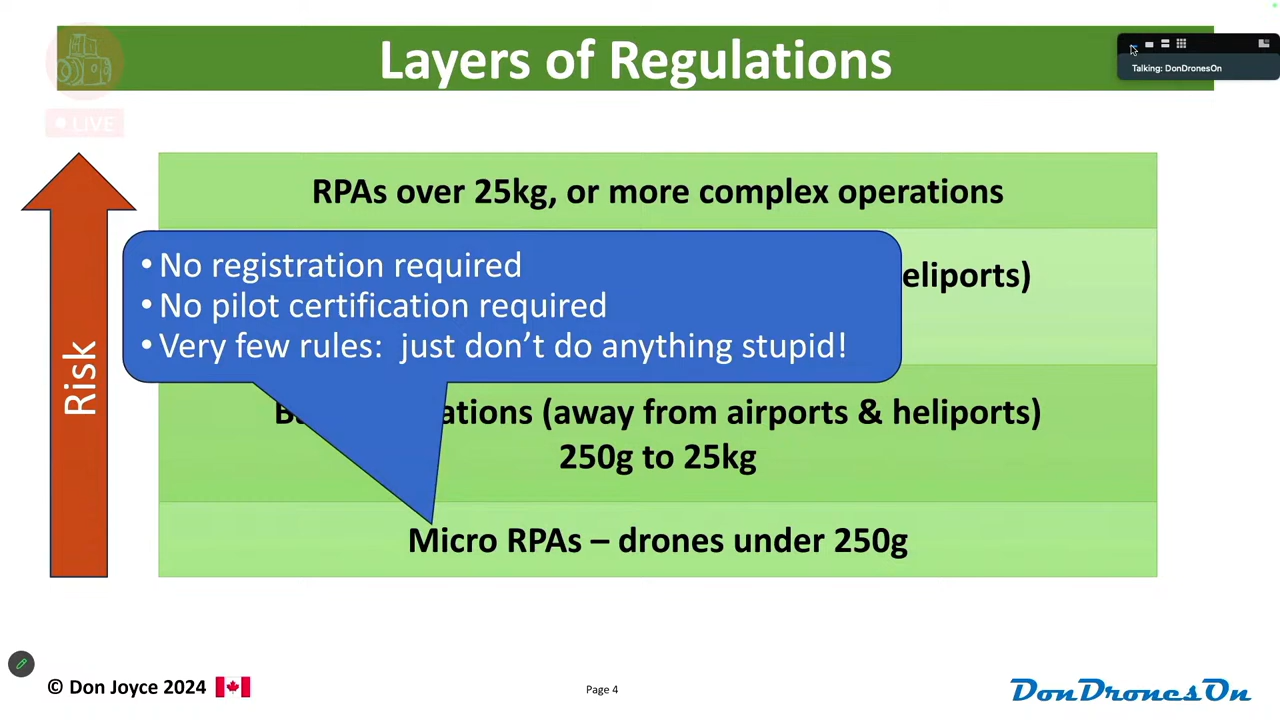 Layers of Regulations
LIVE
Talking: DonDronesOn
RPAs over 25kg, or more complex operations
• No registration required
• No pilot certification required
• Very few rules: just don't do anything stupid!
eliports)
Risk
ations (away from airports & heliports)
250g to 25kg
Micro RPAs – drones under 250g
© Don Joyce 2024
Page 4
DonDronesOn